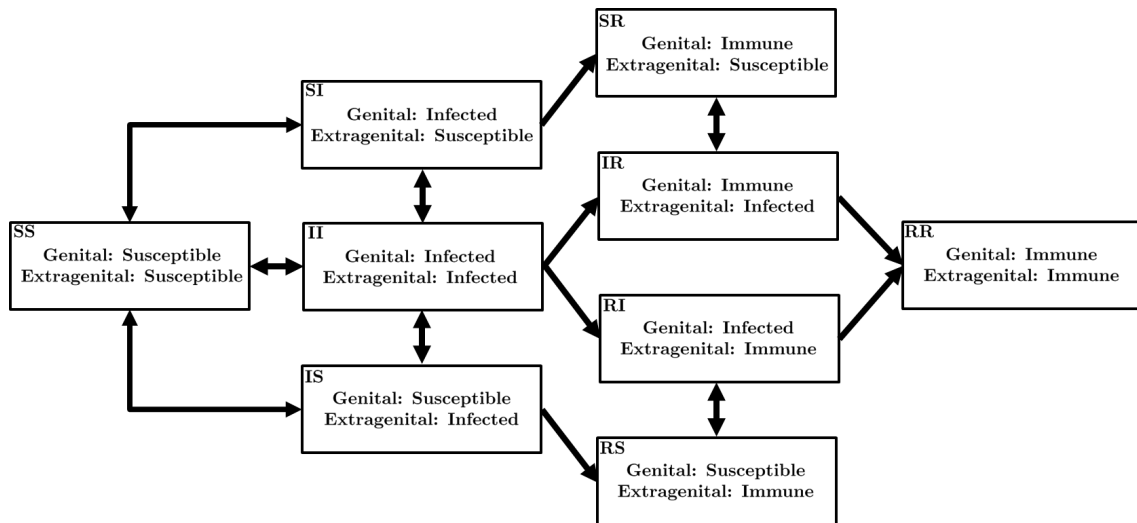 SR
Genital: Immune
Extragenital: Susceptible
SI
Genital: Infected
Extragenital: Susceptible
IR
Genital: Immune
Extragenital: Infected
SS
Genital: Susceptible
Extragenital: Susceptible
II
Genital: Infected
Extragenital: Infected
RR
Genital: Immune
Extragenital: Immune
RI
Genital: Infected
Extragenital: Immune
IS
Genital: Susceptible
Extragenital: Infected
RS
Genital: Susceptible
Extragenital: Immune